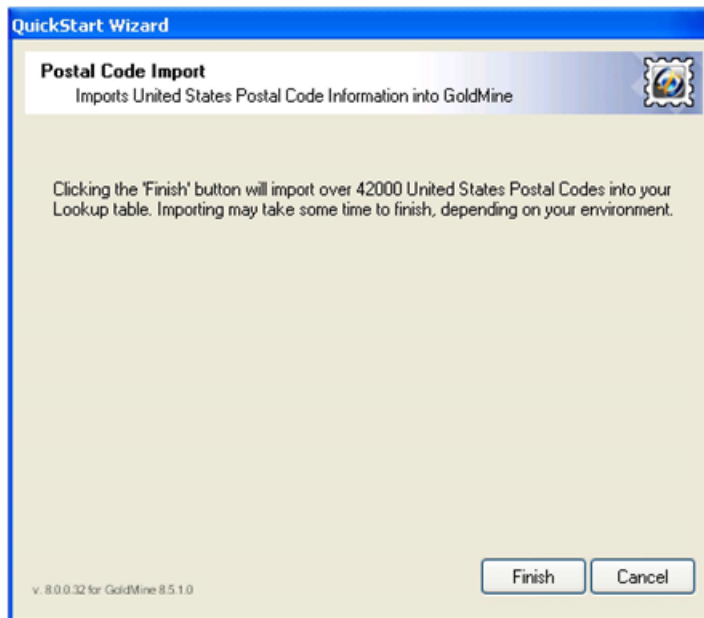 QuickStart Wizard
Postal Code Import
Imports United States Postal Code Information into GoldMine
Clicking the 'Finish' button will import over 42000 United States Postal Codes into your
Lookup table. Importing may take some time to finish, depending on your environment.
Finish
Cancel
v. 8.0.0.32 for GoldMine 8.5.1.0